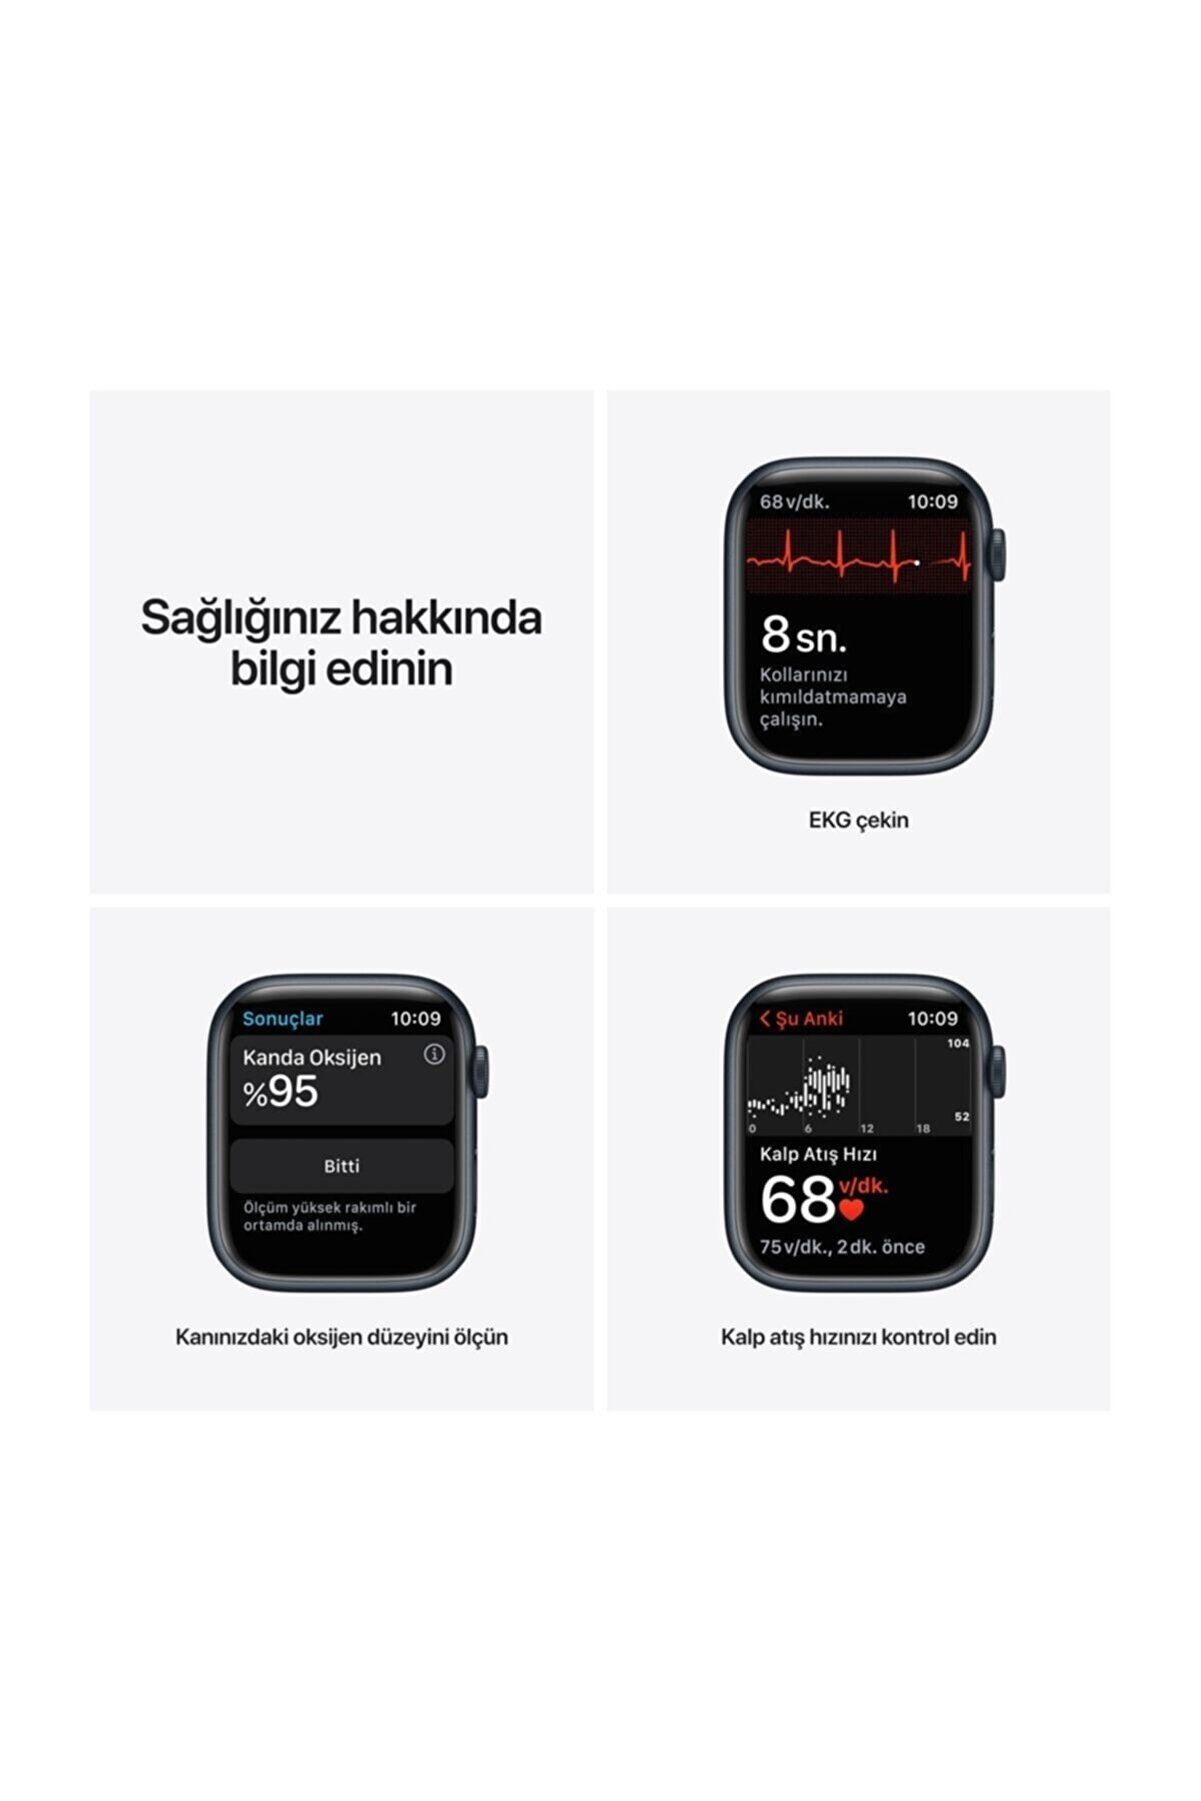 Sağlığınız hakkında
bilgi edinin
68 v/dk. 10:09
8 sn.
Kollarınızı
kımıldatmamaya
çalışın.
EKG çekin
Sonuçlar 10:09
Kanda Oksijen
%95
Bitti
Ölçüm yüksek rakımlı bir
ortamda alınmış.
Kanınızdaki oksijen düzeyini ölçün
Şu Anki 10:09
104
52
0 6 12 18
Kalp Atış Hızı
68 v/dk.
75 v/dk., 2 dk. önce
Kalp atış hızınızı kontrol edin